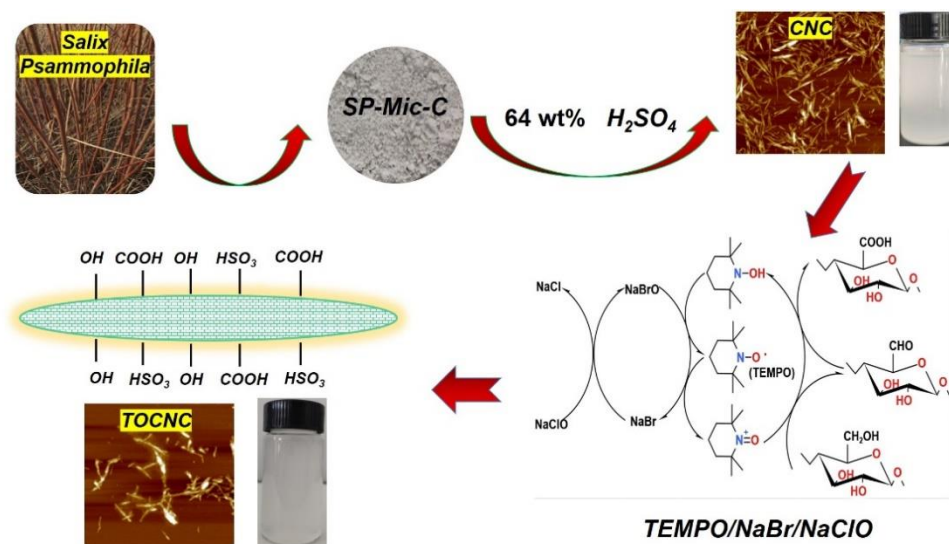 Salix
Psammophila
SP-Mic-C
64 wt% H₂SO₄
CNC
OH COOH OH HSO₃ COOH
OH HSO₃ OH COOH HSO₃
TOCNC
NaCl
NaBrO
NaClO
NaBr
N-OH
N-O •
(TEMPO)
N⁺=O
COOH
O
OH
HO
O
CHO
O
OH
HO
O
CH₂OH
O
OH
HO
O
TEMPO/NaBr/NaClO